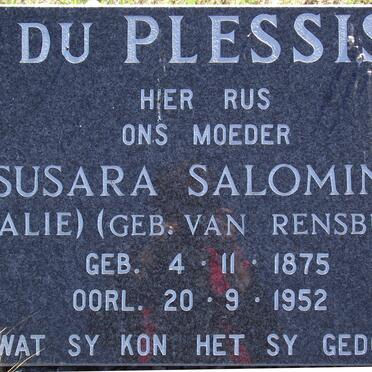 DU PLESSIS
HIER RUS
ONS MOEDER
SUSARA SALOMIN
ALIE) (GEB. VAN RENSB
GEB. 4 · 11 · 1875
OORL. 20 · 9 · 1952
WAT SY KON HET SY GEDO